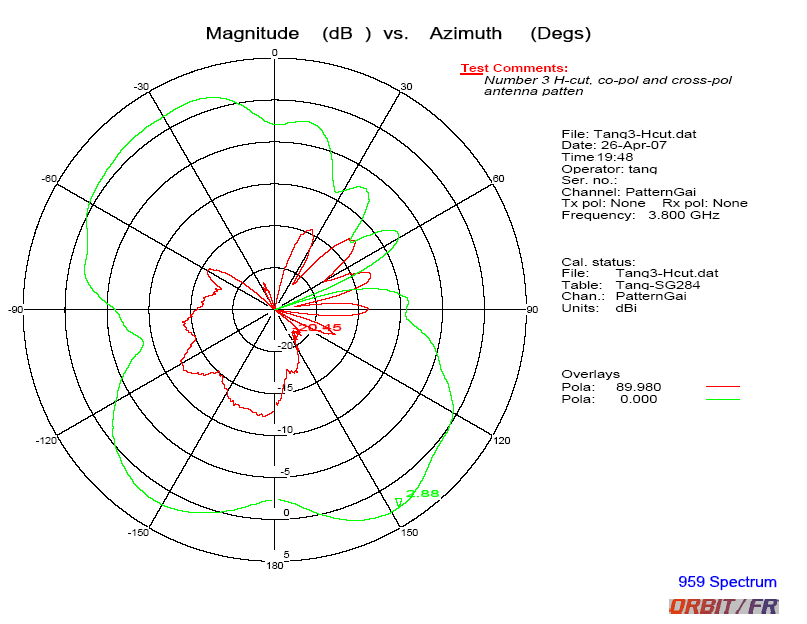 Magnitude (dB ) vs. Azimuth (Degs)
Test Comments:
Number 3 H-cut, co-pol and cross-pol
antenna patten
File: Tanq3-Hcut.dat
Date: 26-Apr-07
Time 19:48
Operator: tanq
Ser. no.:
Channel: PatternGai
Tx pol: None Rx pol: None
Frequency: 3.800 GHz
Cal. status:
File: Tanq3-Hcut.dat
Table: Tanq-SG284
Chan.: PatternGai
Units: dBi
Overlays
Pola: 89.980
Pola: 0.000
0
-30
30
-60
60
-90
90
-20.45
-20
-15
-120
120
-10
-5
2.88
0
-150
150
5
180
959 Spectrum
ORBIT/FR